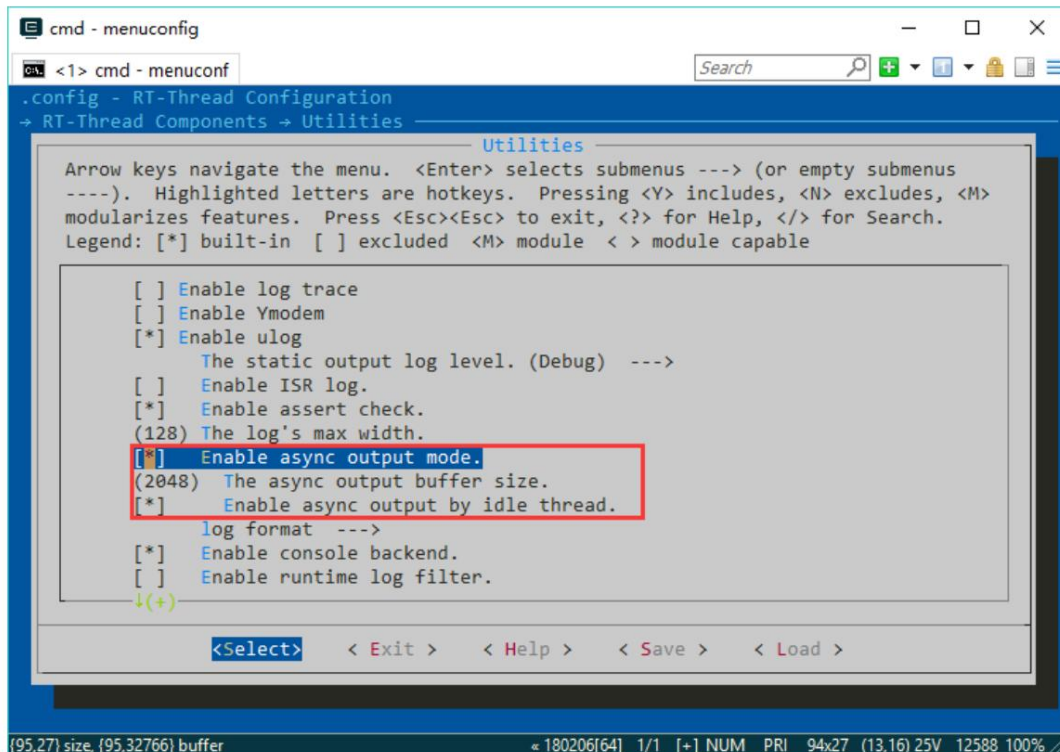 cmd - menuconfig
<1> cmd - menuconf
Search
.config - RT-Thread Configuration
→ RT-Thread Components → Utilities
Utilities
Arrow keys navigate the menu.  <Enter> selects submenus ---> (or empty submenus
----).  Highlighted letters are hotkeys.  Pressing <Y> includes, <N> excludes, <M>
modularizes features.  Press <Esc><Esc> to exit, <?> for Help, </> for Search.
Legend: [*] built-in  [ ] excluded  <M> module  < > module capable
[ ] Enable log trace
[ ] Enable Ymodem
[*] Enable ulog
The static output log level. (Debug)  --->
[ ]   Enable ISR log.
[*]   Enable assert check.
(128) The log's max width.
[*]   Enable async output mode.
(2048)  The async output buffer size.
[*]     Enable async output by idle thread.
log format  --->
[*]   Enable console backend.
[ ]   Enable runtime log filter.
↓(+)
<Select>    < Exit >    < Help >    < Save >    < Load >
{95,27} size, {95,32766} buffer
« 180206[64]  1/1  [+] NUM  PRI  94x27  (13,16) 25V  12588  100%